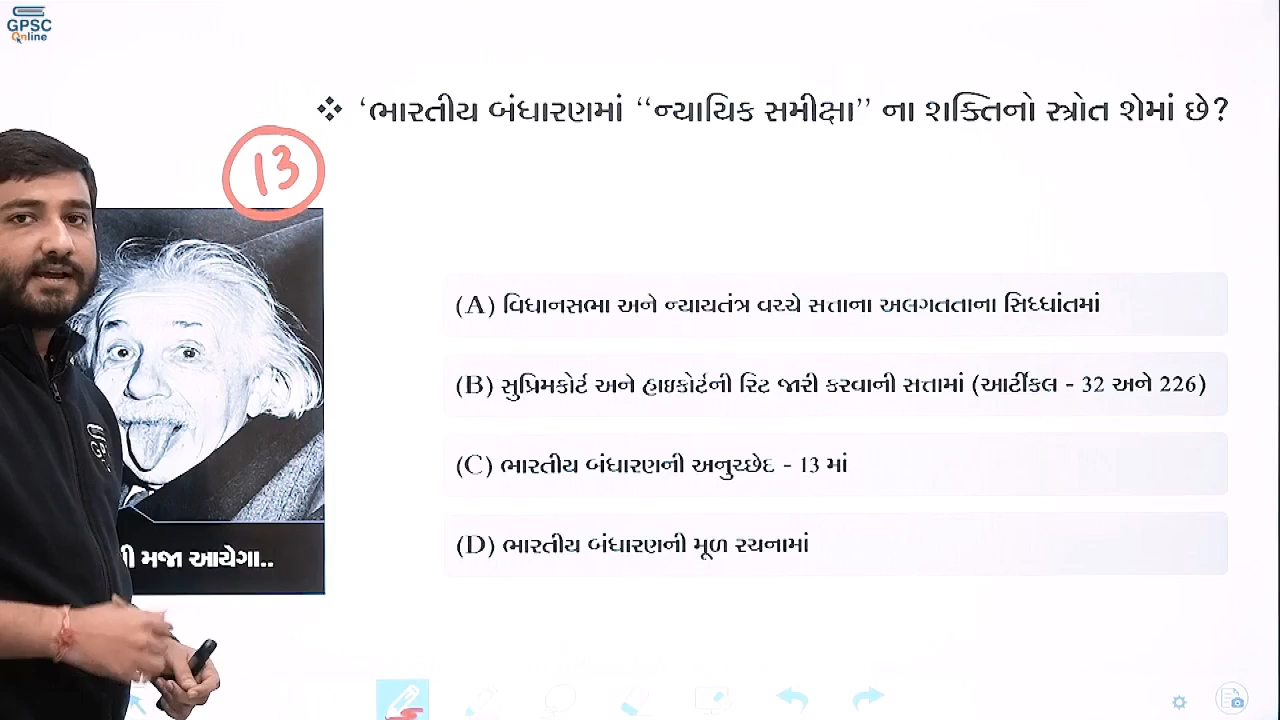 GPSC
Online
❖ ‘ભારતીય બંધારણમાં “ન્યાયિક સમીક્ષા” ના શક્તિનો સ્ત્રોત શેમાં છે?
13
(A) વિધાનસભા અને ન્યાયતંત્ર વચ્ચે સત્તાના અલગતતાના સિધ્ધાંતમાં
(B) સુપ્રિમકોર્ટ અને હાઇકોર્ટની રિટ જારી કરવાની સત્તામાં (આર્ટીકલ - 32 અને 226)
(C) ભારતીય બંધારણની અનુચ્છેદ - 13 માં
(D) ભારતીય બંધારણની મૂળ રચનામાં
મજા આયેગા..